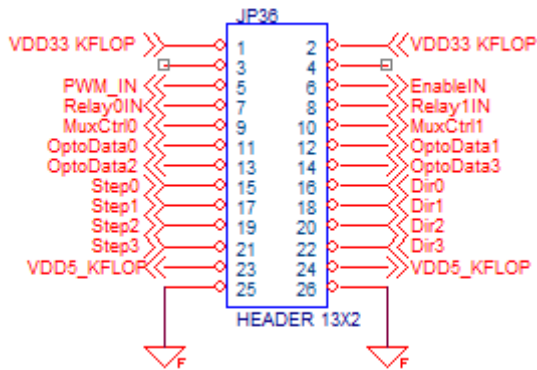 JP36
VDD33 KFLOP 1 2 VDD33 KFLOP
3 4
PWM_IN 5 6 EnableIN
Relay0IN 7 8 Relay1IN
MuxCtrl0 9 10 MuxCtrl1
OptoData0 11 12 OptoData1
OptoData2 13 14 OptoData3
Step0 15 16 Dir0
Step1 17 18 Dir1
Step2 19 20 Dir2
Step3 21 22 Dir3
VDD5_KFLOP 23 24 VDD5_KFLOP
25 26
HEADER 13X2
F F